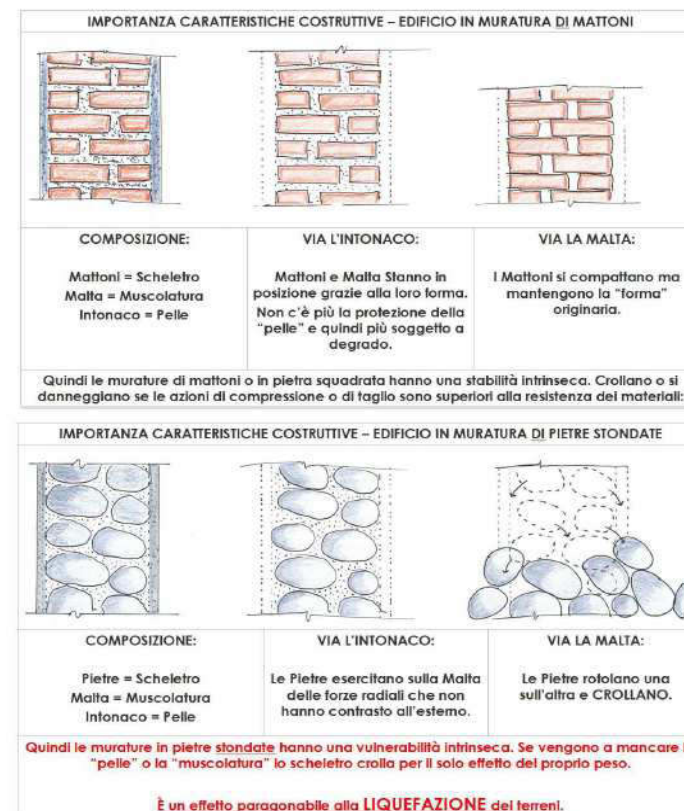 IMPORTANZA CARATTERISTICHE COSTRUTTIVE – EDIFICIO IN MURATURA DI MATTONI
COMPOSIZIONE:
Mattoni = Scheletro
Malta = Muscolatura
Intonaco = Pelle
VIA L'INTONACO:
Mattoni e Malta Stanno in
posizione grazie alla loro forma.
Non c'è più la protezione della
"pelle" e quindi più soggetto a
degrado.
VIA LA MALTA:
I Mattoni si compattano ma
mantengono la "forma"
originaria.
Quindi le murature di mattoni o in pietra squadrata hanno una stabilità intrinseca. Crollano o si
danneggiano se le azioni di compressione o di taglio sono superiori alla resistenza dei materiali:
IMPORTANZA CARATTERISTICHE COSTRUTTIVE – EDIFICIO IN MURATURA DI PIETRE STONDATE
COMPOSIZIONE:
Pietre = Scheletro
Malta = Muscolatura
Intonaco = Pelle
VIA L'INTONACO:
Le Pietre esercitano sulla Malta
delle forze radiali che non
hanno contrasto all'esterno.
VIA LA MALTA:
Le Pietre rotolano una
sull'altra e CROLLANO.
Quindi le murature in pietre stondate hanno una vulnerabilità intrinseca. Se vengono a mancare
"pelle" o la "muscolatura" lo scheletro crolla per il solo effetto del proprio peso.
È un effetto paragonabile alla LIQUEFAZIONE dei terreni.